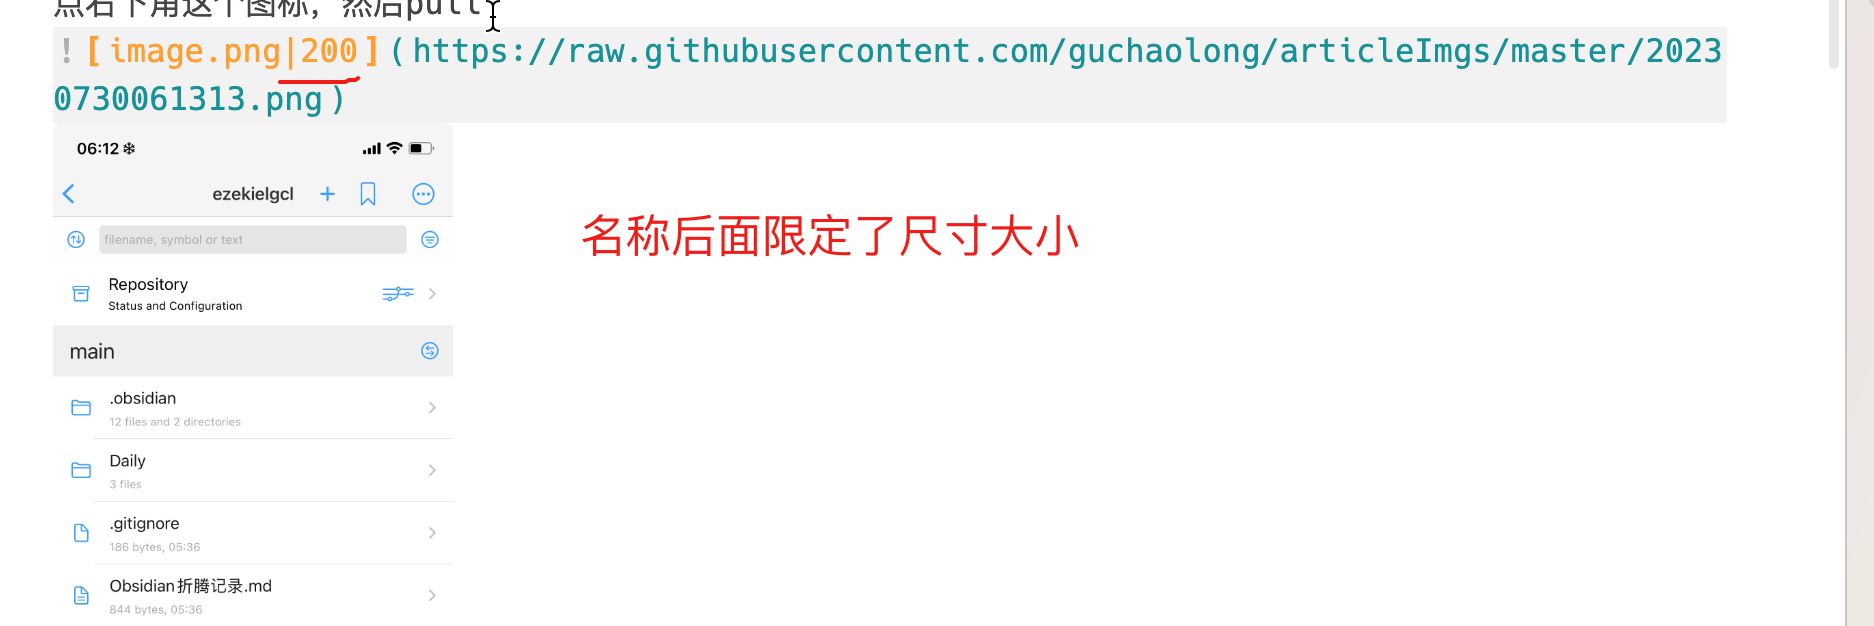 点右下角这个图标，然后pull
![image.png|200](https://raw.githubusercontent.com/guchaolong/articleImgs/master/2023
0730061313.png)
06:12
ezekielgcl
filename, symbol or text
名称后面限定了尺寸大小
Repository
Status and Configuration
main
.obsidian
12 files and 2 directories
Daily
3 files
.gitignore
186 bytes, 05:36
Obsidian折腾记录.md
844 bytes, 05:36